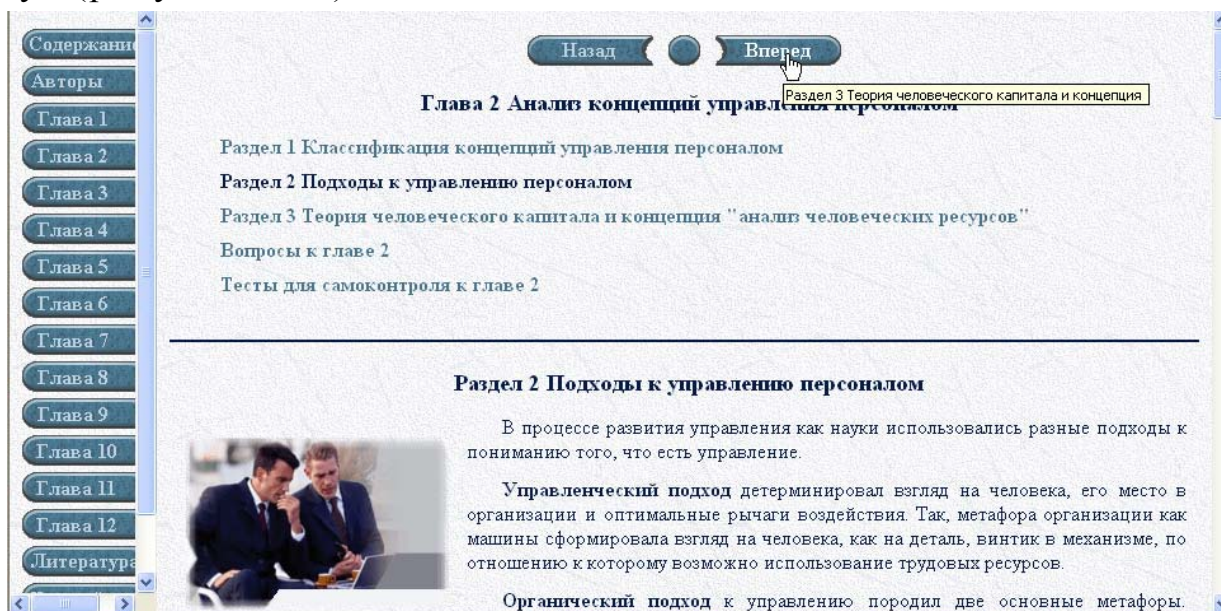 Содержани
Авторы
Глава 1
Глава 2
Глава 3
Глава 4
Глава 5
Глава 6
Глава 7
Глава 8
Глава 9
Глава 10
Глава 11
Глава 12
Литература
Назад Вперед
Раздел 3 Теория человеческого капитала и концепция
Глава 2 Анализ концепций управления персоналом
Раздел 1 Классификация концепций управления персоналом
Раздел 2 Подходы к управлению персоналом
Раздел 3 Теория человеческого капитала и концепция "анализ человеческих ресурсов"
Вопросы к главе 2
Тесты для самоконтроля к главе 2
Раздел 2 Подходы к управлению персоналом
В процессе развития управления как науки использовались разные подходы к
пониманию того, что есть управление.
Управленческий подход детерминировал взгляд на человека, его место в
организации и оптимальные рычаги воздействия. Так, метафора организации как
машины сформировала взгляд на человека, как на деталь, винтик в механизме, по
отношению к которому возможно использование трудовых ресурсов.
Органический подход к управлению породил две основные метафоры.